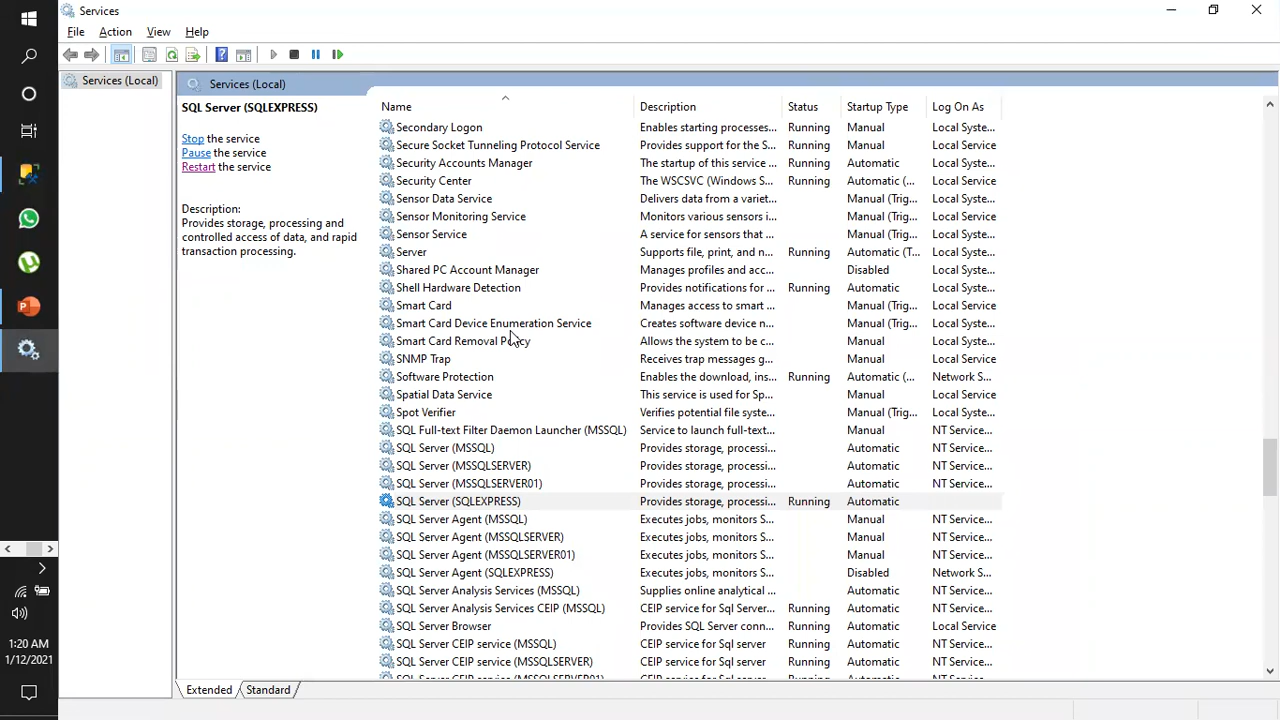 Services
File Action View Help
Services (Local)
Services (Local)
SQL Server (SQLEXPRESS)
Stop the service
Pause the service
Restart the service
Description:
Provides storage, processing and
controlled access of data, and rapid
transaction processing.
Name Description Status Startup Type Log On As
Secondary Logon Enables starting processes... Running Manual Local Syste...
Secure Socket Tunneling Protocol Service Provides support for the S... Running Manual Local Service
Security Accounts Manager The startup of this service ... Running Automatic Local Syste...
Security Center The WSCSVC (Windows S... Running Automatic (... Local Service
Sensor Data Service Delivers data from a variet... Manual (Trig... Local Syste...
Sensor Monitoring Service Monitors various sensors i... Manual (Trig... Local Service
Sensor Service A service for sensors that ... Manual (Trig... Local Syste...
Server Supports file, print, and n... Running Automatic (T... Local Syste...
Shared PC Account Manager Manages profiles and acc... Disabled Local Syste...
Shell Hardware Detection Provides notifications for ... Running Automatic Local Syste...
Smart Card Manages access to smart ... Manual (Trig... Local Service
Smart Card Device Enumeration Service Creates software device n... Manual (Trig... Local Syste...
Smart Card Removal Policy Allows the system to be c... Manual Local Syste...
SNMP Trap Receives trap messages g... Manual Local Service
Software Protection Enables the download, ins... Running Automatic (... Network S...
Spatial Data Service This service is used for Sp... Manual Local Service
Spot Verifier Verifies potential file syste... Manual (Trig... Local Syste...
SQL Full-text Filter Daemon Launcher (MSSQL) Service to launch full-text... Manual NT Service...
SQL Server (MSSQL) Provides storage, processi... Automatic NT Service...
SQL Server (MSSQLSERVER) Provides storage, processi... Automatic NT Service...
SQL Server (MSSQLSERVER01) Provides storage, processi... Automatic NT Service...
SQL Server (SQLEXPRESS) Provides storage, processi... Running Automatic
SQL Server Agent (MSSQL) Executes jobs, monitors S... Manual NT Service...
SQL Server Agent (MSSQLSERVER) Executes jobs, monitors S... Manual NT Service...
SQL Server Agent (MSSQLSERVER01) Executes jobs, monitors S... Manual NT Service...
SQL Server Agent (SQLEXPRESS) Executes jobs, monitors S... Disabled Network S...
SQL Server Analysis Services (MSSQL) Supplies online analytical ... Automatic NT Service...
SQL Server Analysis Services CEIP (MSSQL) CEIP service for Sql Server... Running Automatic NT Service...
SQL Server Browser Provides SQL Server conn... Running Automatic Local Service
SQL Server CEIP service (MSSQL) CEIP service for Sql server Running Automatic NT Service...
SQL Server CEIP service (MSSQLSERVER) CEIP service for Sql server Running Automatic NT Service...
SQL Server CEIP service (MSSQLSERVER01) CEIP service for Sql server Running Automatic NT Service...
Extended Standard
1:20 AM
1/12/2021